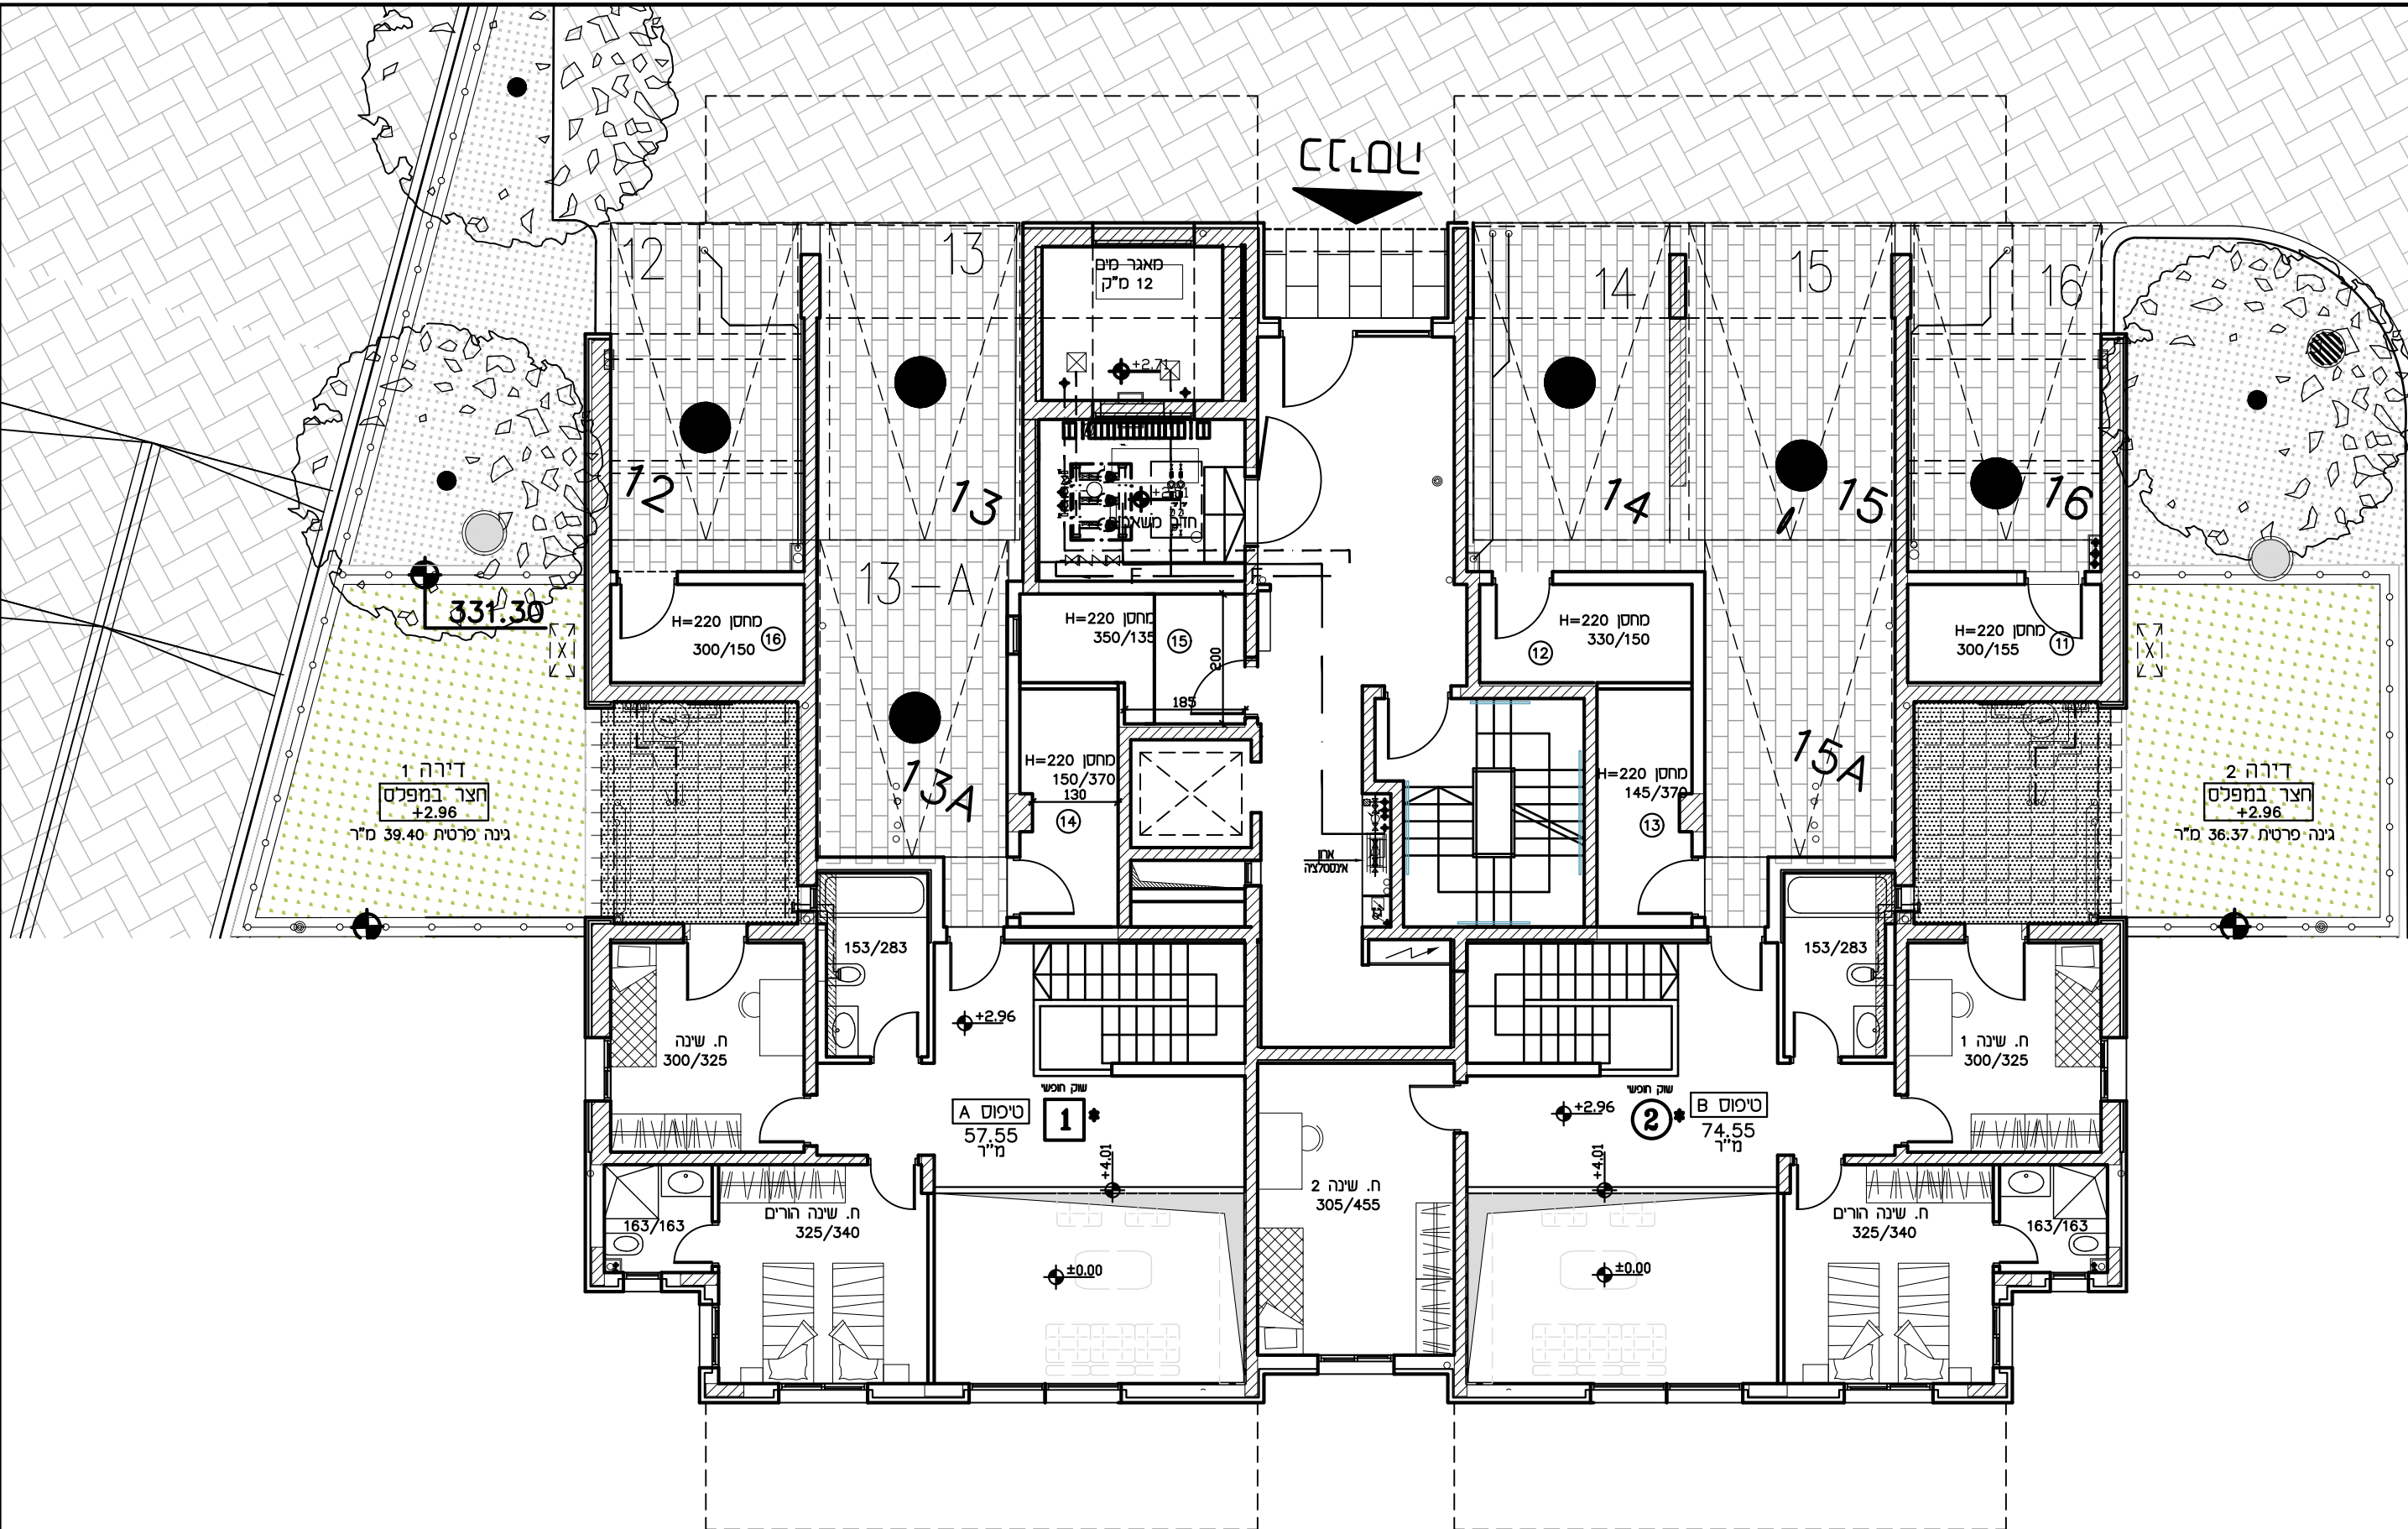 כניסה
12
13
14
15
16
מאגר מים
12 מ"ק
+2.71
12
13
14
15
16
13-A
331.30
מחסן H=220
300/150
16
מחסן H=220
350/135
15
200
185
12
מחסן H=220
330/150
מחסן H=220
300/155
11
דירה 1
חצר במפלס
+2.96
גינה פרטית 39.40 מ"ר
13A
מחסן H=220
150/370
130
14
ארון
אינסטלציה
מחסן H=220
145/370
13
15A
דירה 2
חצר במפלס
+2.96
גינה פרטית 36.37 מ"ר
153/283
153/283
+2.96
ח. שינה
300/325
ח. שינה 1
300/325
שוק חופשי
טיפוס A
1
*
57.55
מ"ר
+2.96
שוק חופשי
2
*
טיפוס B
74.55
מ"ר
+4.01
+4.01
163/163
ח. שינה הורים
325/340
ח. שינה 2
305/455
ח. שינה הורים
325/340
163/163
±0.00
±0.00